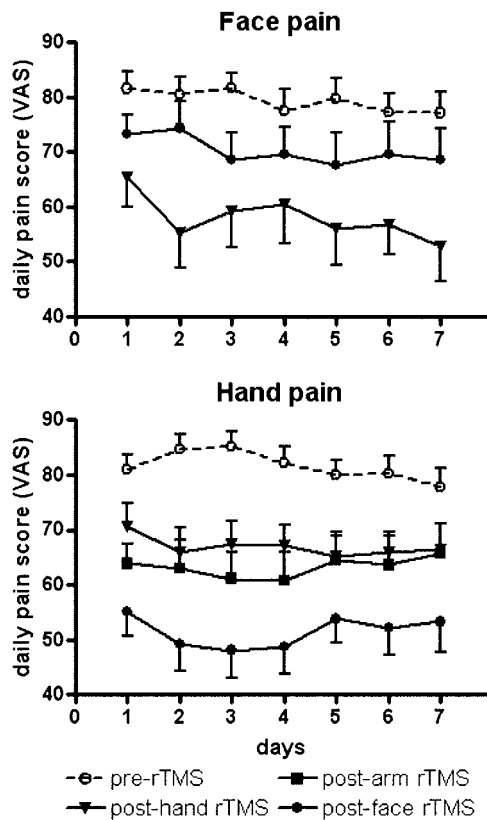 Face pain
daily pain score (VAS)
90
80
70
60
50
40
0 1 2 3 4 5 6 7
Hand pain
daily pain score (VAS)
90
80
70
60
50
40
0 1 2 3 4 5 6 7
days
pre-rTMS post-arm rTMS
post-hand rTMS post-face rTMS